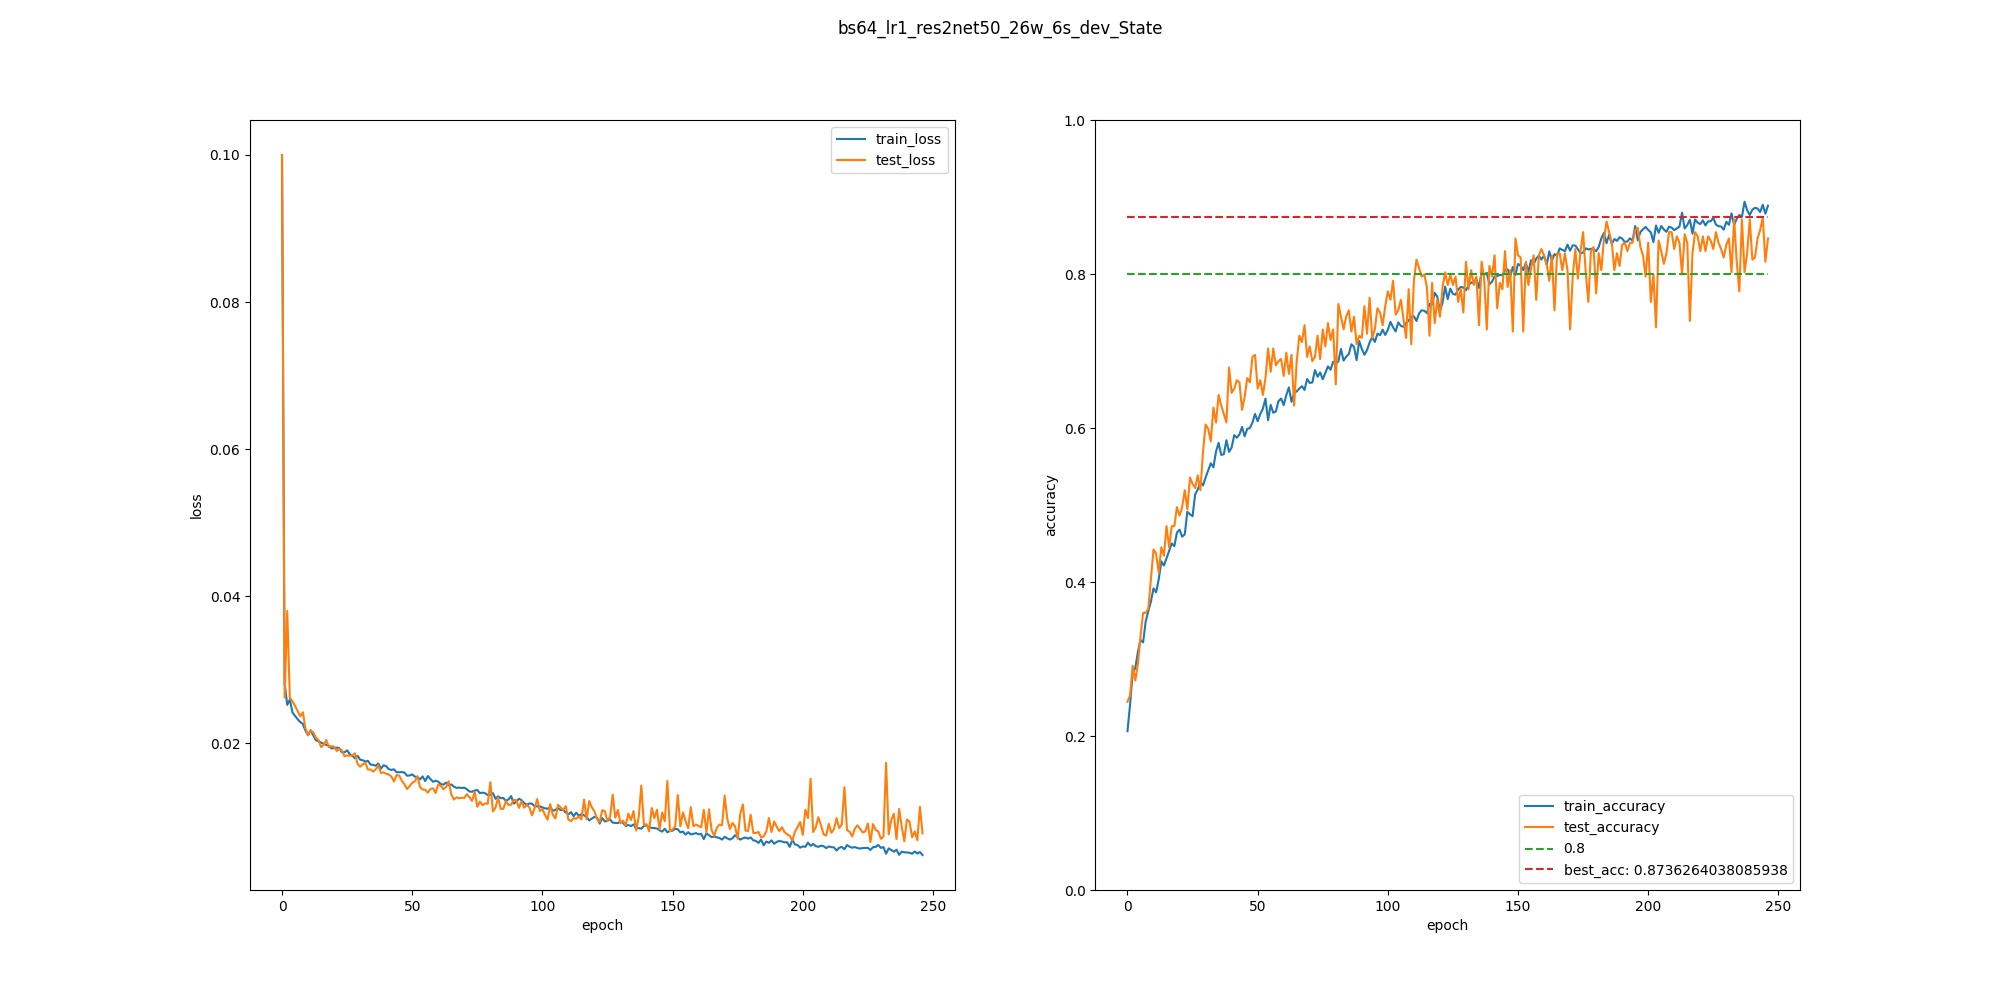 bs64_lr1_res2net50_26w_6s_dev_State
train_loss
test_loss
0.10
0.08
0.06
0.04
0.02
loss
0 50 100 150 200 250
epoch
1.0
0.8
0.6
0.4
0.2
0.0
accuracy
train_accuracy
test_accuracy
0.8
best_acc: 0.8736264038085938
0 50 100 150 200 250
epoch